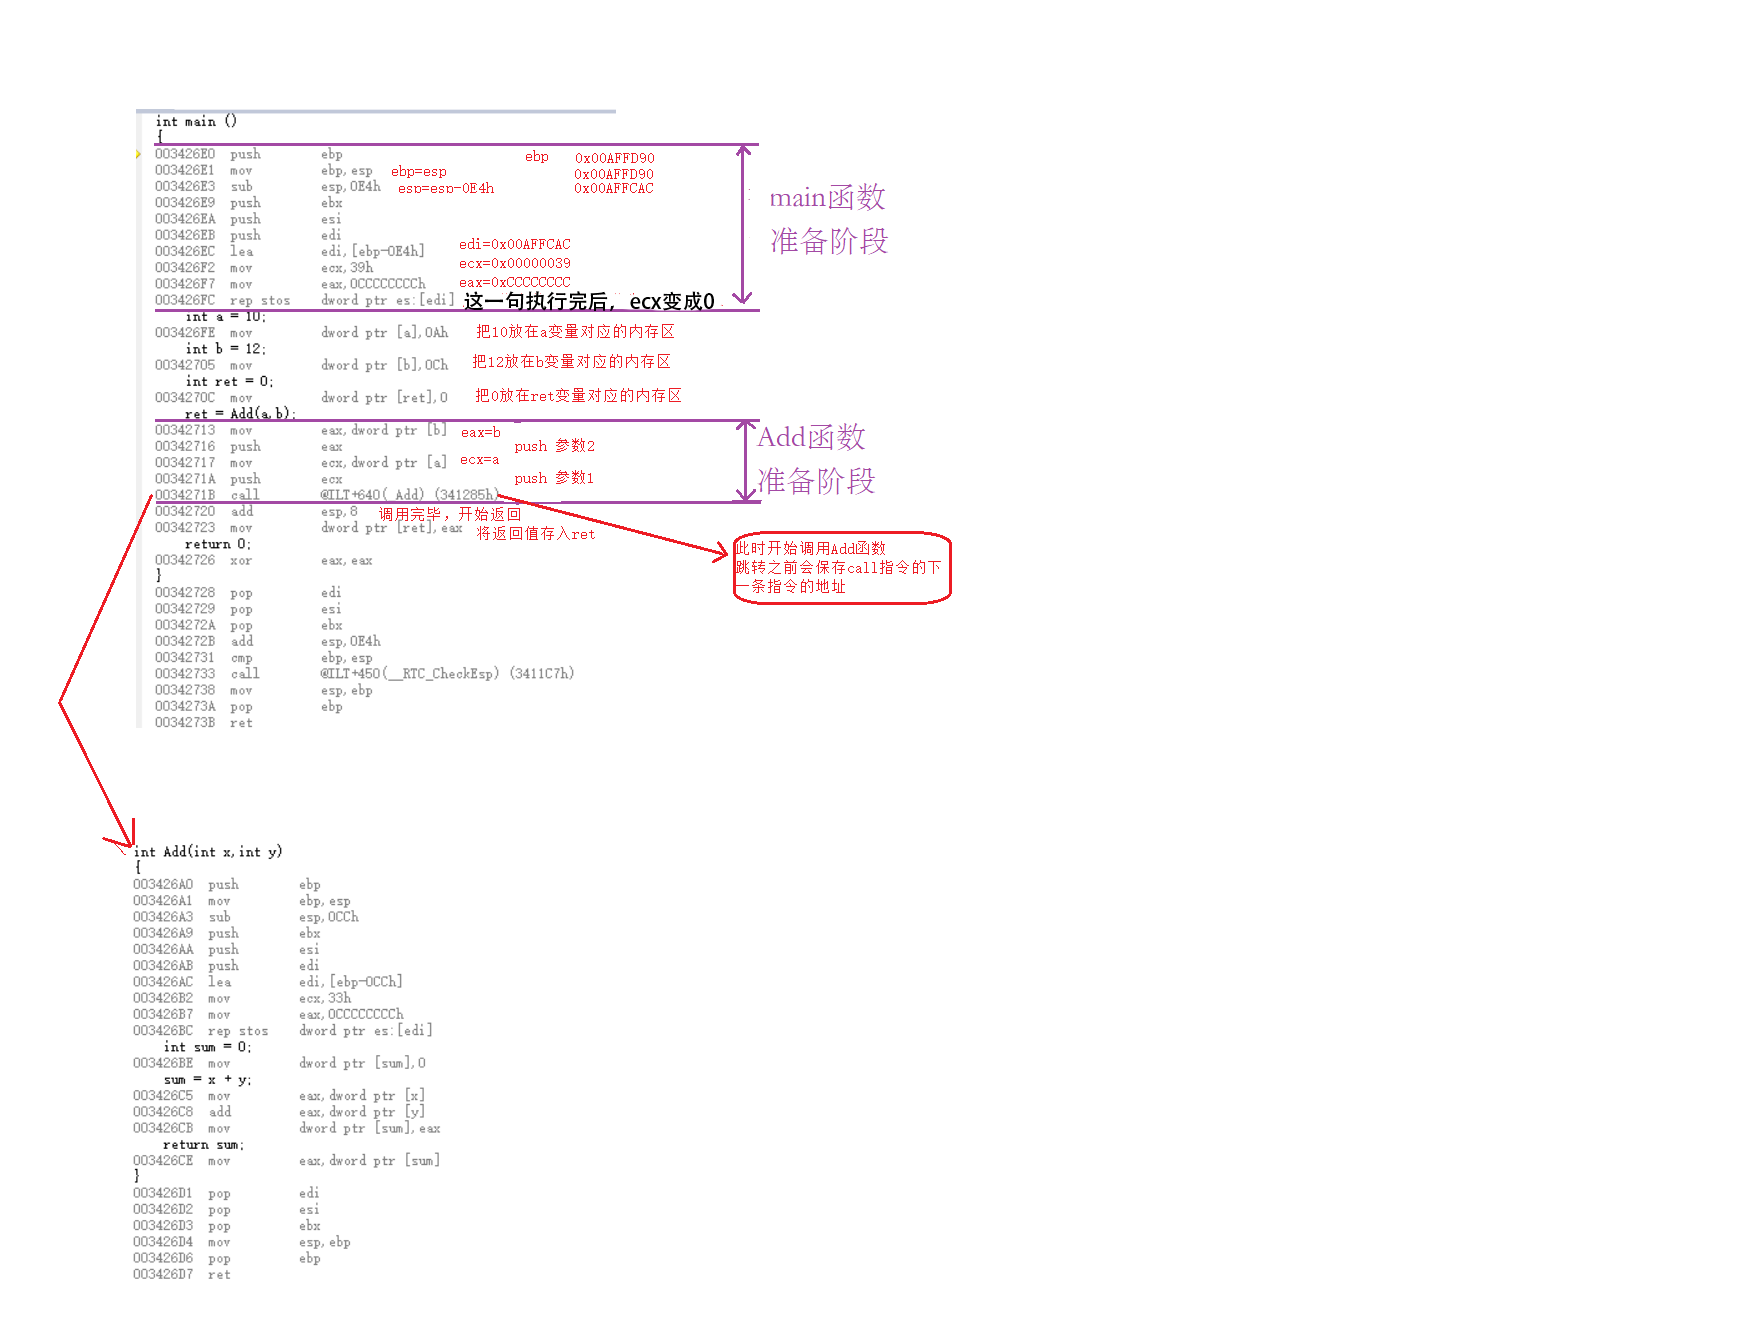 int main ()
{
003426E0 push ebp ebp 0x00AFFD90
003426E1 mov ebp,esp ebp=esp 0x00AFFD90
003426E3 sub esp,0E4h esp=esp-0E4h 0x00AFFCAC
003426E9 push ebx
003426EA push esi
003426EB push edi
003426EC lea edi,[ebp-0E4h] edi=0x00AFFCAC
003426F2 mov ecx,39h ecx=0x00000039
003426F7 mov eax,0CCCCCCCCh eax=0xCCCCCCCC
003426FC rep stos dword ptr es:[edi] 这一句执行完后，ecx变成0
main函数
准备阶段
int a = 10;
003426FE mov dword ptr [a],0Ah 把10放在a变量对应的内存区
int b = 12;
00342705 mov dword ptr [b],0Ch 把12放在b变量对应的内存区
int ret = 0;
0034270C mov dword ptr [ret],0 把0放在ret变量对应的内存区
ret = Add(a,b);
00342713 mov eax,dword ptr [b] eax=b
00342716 push eax push 参数2
00342717 mov ecx,dword ptr [a] ecx=a
0034271A push ecx push 参数1
0034271B call @ILT+640(_Add) (341285h)
Add函数
准备阶段
00342720 add esp,8 调用完毕，开始返回
00342723 mov dword ptr [ret],eax 将返回值存入ret
return 0;
00342726 xor eax,eax
}
此时开始调用Add函数
跳转之前会保存call指令的下
一条指令的地址
00342728 pop edi
00342729 pop esi
0034272A pop ebx
0034272B add esp,0E4h
00342731 cmp ebp,esp
00342733 call @ILT+450(__RTC_CheckEsp) (3411C7h)
00342738 mov esp,ebp
0034273A pop ebp
0034273B ret
int Add(int x,int y)
{
003426A0 push ebp
003426A1 mov ebp,esp
003426A3 sub esp,0CCh
003426A9 push ebx
003426AA push esi
003426AB push edi
003426AC lea edi,[ebp-0CCh]
003426B2 mov ecx,33h
003426B7 mov eax,0CCCCCCCCh
003426BC rep stos dword ptr es:[edi]
int sum = 0;
003426BE mov dword ptr [sum],0
sum = x + y;
003426C5 mov eax,dword ptr [x]
003426C8 add eax,dword ptr [y]
003426CB mov dword ptr [sum],eax
return sum;
003426CE mov eax,dword ptr [sum]
}
003426D1 pop edi
003426D2 pop esi
003426D3 pop ebx
003426D4 mov esp,ebp
003426D6 pop ebp
003426D7 ret